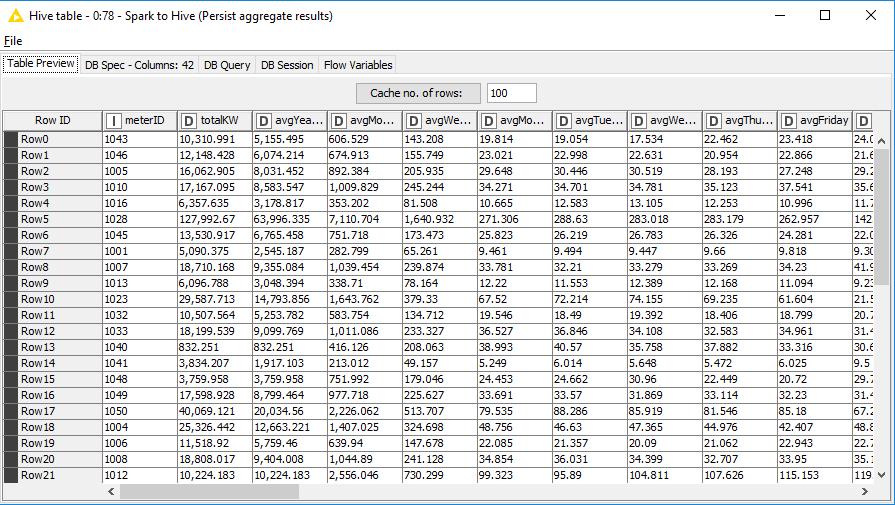 Hive table - 0:78 - Spark to Hive (Persist aggregate results)
File
Table Preview DB Spec - Columns: 42 DB Query DB Session Flow Variables
Cache no. of rows: 100
Row ID I meterID D totalKW D avgYea... D avgMo... D avgWe... D avgMo... D avgTue... D avgWe... D avgThu... D avgFriday D
Row0 1043 10,310.991 5,155.495 606.529 143.208 19.814 19.054 17.534 22.462 23.418 24.0
Row1 1046 12,148.428 6,074.214 674.913 155.749 23.021 22.998 22.631 20.954 22.866 21.6
Row2 1005 16,062.905 8,031.452 892.384 205.935 29.648 30.446 30.519 28.193 27.248 29.2
Row3 1010 17,167.095 8,583.547 1,009.829 245.244 34.271 34.701 34.781 35.123 37.541 35.6
Row4 1016 6,357.635 3,178.817 353.202 81.508 10.665 12.583 13.105 12.253 10.996 11.7
Row5 1028 127,992.67 63,996.335 7,110.704 1,640.932 271.306 288.63 283.018 283.179 262.957 142.
Row6 1045 13,530.917 6,765.458 751.718 173.473 25.823 26.219 26.783 26.326 24.281 22.0
Row7 1001 5,090.375 2,545.187 282.799 65.261 9.461 9.494 9.447 9.66 9.818 9.30
Row8 1007 18,710.168 9,355.084 1,039.454 239.874 33.781 32.21 33.279 33.269 34.23 41.9
Row9 1013 6,096.788 3,048.394 338.71 78.164 12.22 11.553 12.389 12.168 11.094 9.23
Row10 1023 29,587.713 14,793.856 1,643.762 379.33 67.52 72.214 74.155 69.235 61.604 21.5
Row11 1032 10,507.564 5,253.782 583.754 134.712 19.546 18.49 19.392 18.406 18.799 20.7
Row12 1033 18,199.539 9,099.769 1,011.086 233.327 36.527 36.846 34.108 32.583 34.961 31.4
Row13 1040 832.251 832.251 416.126 208.063 38.993 40.57 35.758 37.882 33.316 30.6
Row14 1041 3,834.207 1,917.103 213.012 49.157 5.249 6.014 5.648 5.472 6.025 9.5
Row15 1048 3,759.958 3,759.958 751.992 179.046 24.453 24.662 30.96 22.449 20.72 29.7
Row16 1049 17,598.928 8,799.464 977.718 225.627 33.691 33.57 31.869 33.114 32.23 31.4
Row17 1050 40,069.121 20,034.56 2,226.062 513.707 79.535 88.286 85.919 81.546 85.18 67.2
Row18 1004 25,326.442 12,663.221 1,407.025 324.698 48.756 46.63 47.365 44.976 42.407 48.8
Row19 1006 11,518.92 5,759.46 639.94 147.678 22.085 21.357 20.09 21.062 22.943 22.7
Row20 1008 18,808.017 9,404.008 1,044.89 241.128 34.854 36.031 34.399 32.707 33.95 35.1
Row21 1012 10,224.183 10,224.183 2,556.046 730.299 99.323 95.89 104.811 107.626 115.153 119